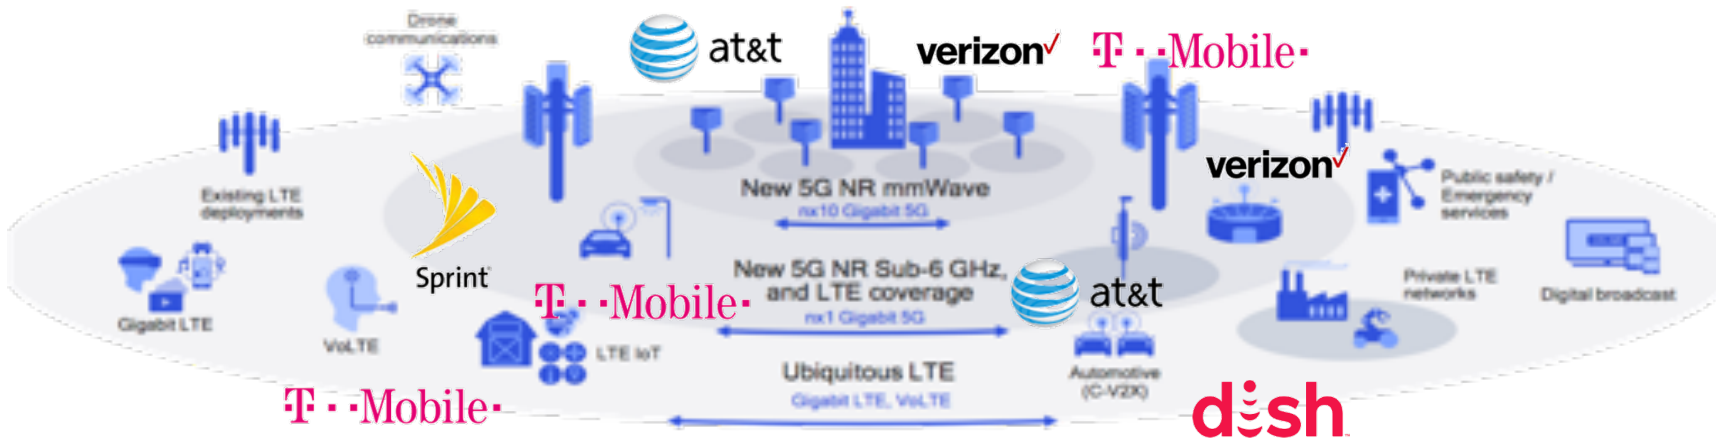 Drone
communications
at&t
verizon
T··Mobile·
Existing LTE
deployments
New 5G NR mmWave
nx10 Gigabit 5G
verizon
Public safety /
Emergency
services
Sprint
New 5G NR Sub-6 GHz,
and LTE coverage
nx1 Gigabit 5G
T··Mobile·
at&t
Private LTE
networks
Digital broadcast
Gigabit LTE
VoLTE
LTE IoT
Ubiquitous LTE
Gigabit LTE, VoLTE
Automotive
(C-V2X)
T··Mobile·
dish